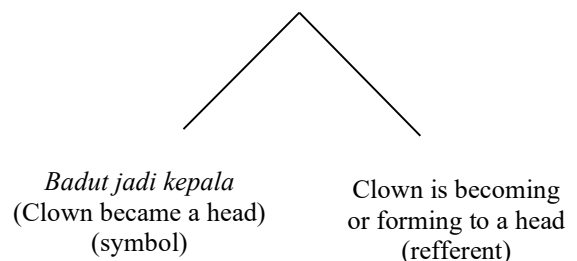 Badut jadi kepala
(Clown became a head)
(symbol)
Clown is becoming
or forming to a head
(refferent)